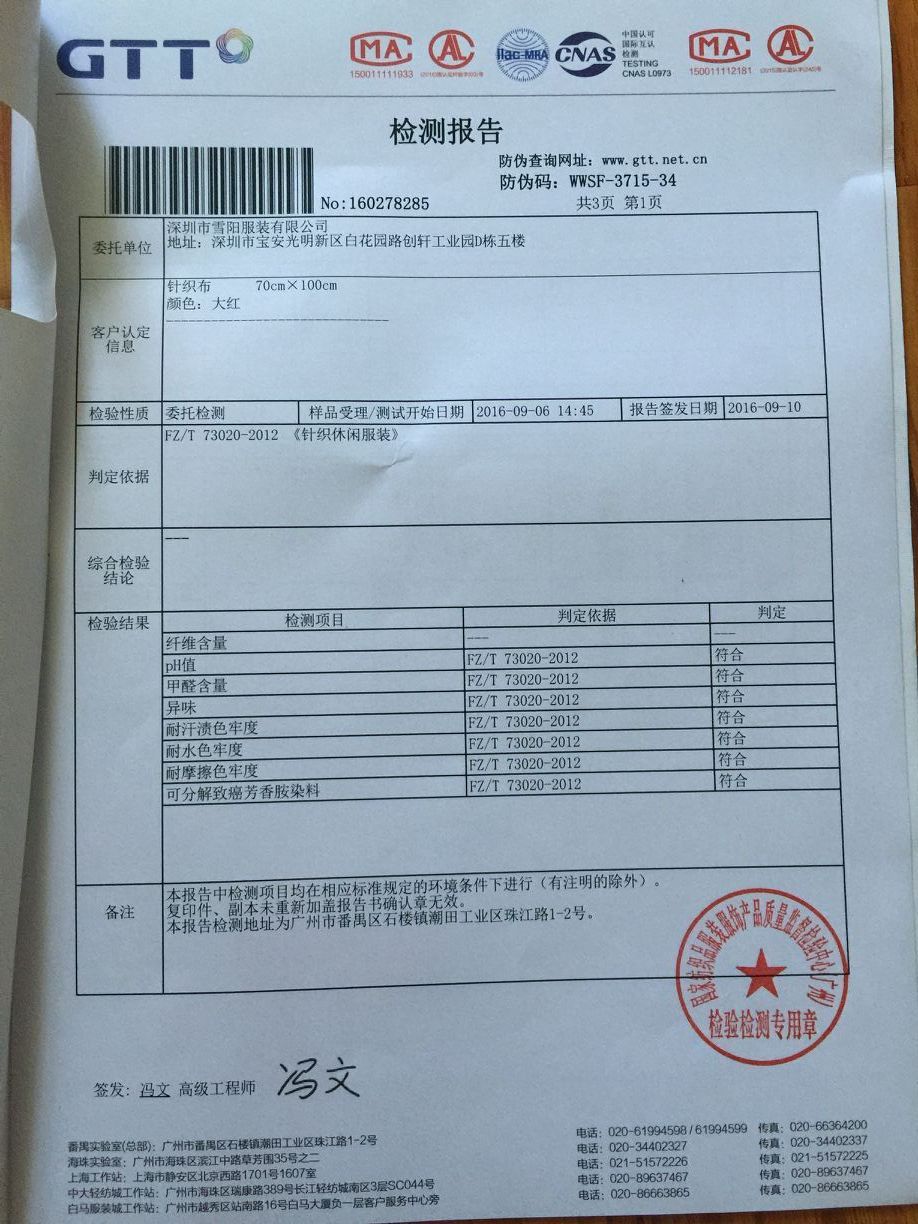 GTT
MA
150011111933
AL
ilac-MRA
CNAS
中国认可
国际互认
检测
TESTING
CNAS L0973
MA
150011112181
AL
检测报告
防伪查询网址: www.gtt.net.cn
防伪码: WWSF-3715-34
No:160278285
共3页 第1页
委托单位
深圳市雪阳服装有限公司
地址: 深圳市宝安光明新区白花园路创轩工业园D栋五楼
客户认定
信息
针织布 70cm×100cm
颜色: 大红
检验性质 委托检测 样品受理/测试开始日期 2016-09-06 14:45 报告签发日期 2016-09-10
判定依据
FZ/T 73020-2012 《针织休闲服装》
综合检验
结论
---
检验结果
检测项目 判定依据 判定
纤维含量 --- ---
pH值 FZ/T 73020-2012 符合
甲醛含量 FZ/T 73020-2012 符合
异味 FZ/T 73020-2012 符合
耐汗渍色牢度 FZ/T 73020-2012 符合
耐水色牢度 FZ/T 73020-2012 符合
耐摩擦色牢度 FZ/T 73020-2012 符合
可分解致癌芳香胺染料 FZ/T 73020-2012 符合
备注
本报告中检测项目均在相应标准规定的环境条件下进行(有注明的除外)。
复印件、副本未重新加盖报告书确认章无效。
本报告检测地址为广州市番禺区石楼镇潮田工业区珠江路1-2号。
国家纺织品服装服饰产品质量监督检验中心(广州)
检验检测专用章
签发: 冯文 高级工程师 冯文
番禺实验室(总部): 广州市番禺区石楼镇潮田工业区珠江路1-2号 电话: 020-61994598 / 61994599 传真: 020-66364200
海珠实验室: 广州市海珠区滨江中路草芳围35号之二 电话: 020-34402327 传真: 020-34402337
上海工作站: 上海市静安区北京西路1701号1607室 电话: 021-51572226 传真: 021-51572225
中大轻纺城工作站: 广州市海珠区瑞康路389号长江轻纺城南区3层SC044号 电话: 020-89637467 传真: 020-89637467
白马服装城工作站: 广州市越秀区站南路16号白马大厦负一层客户服务中心旁 电话: 020-86663865 传真: 020-86663865